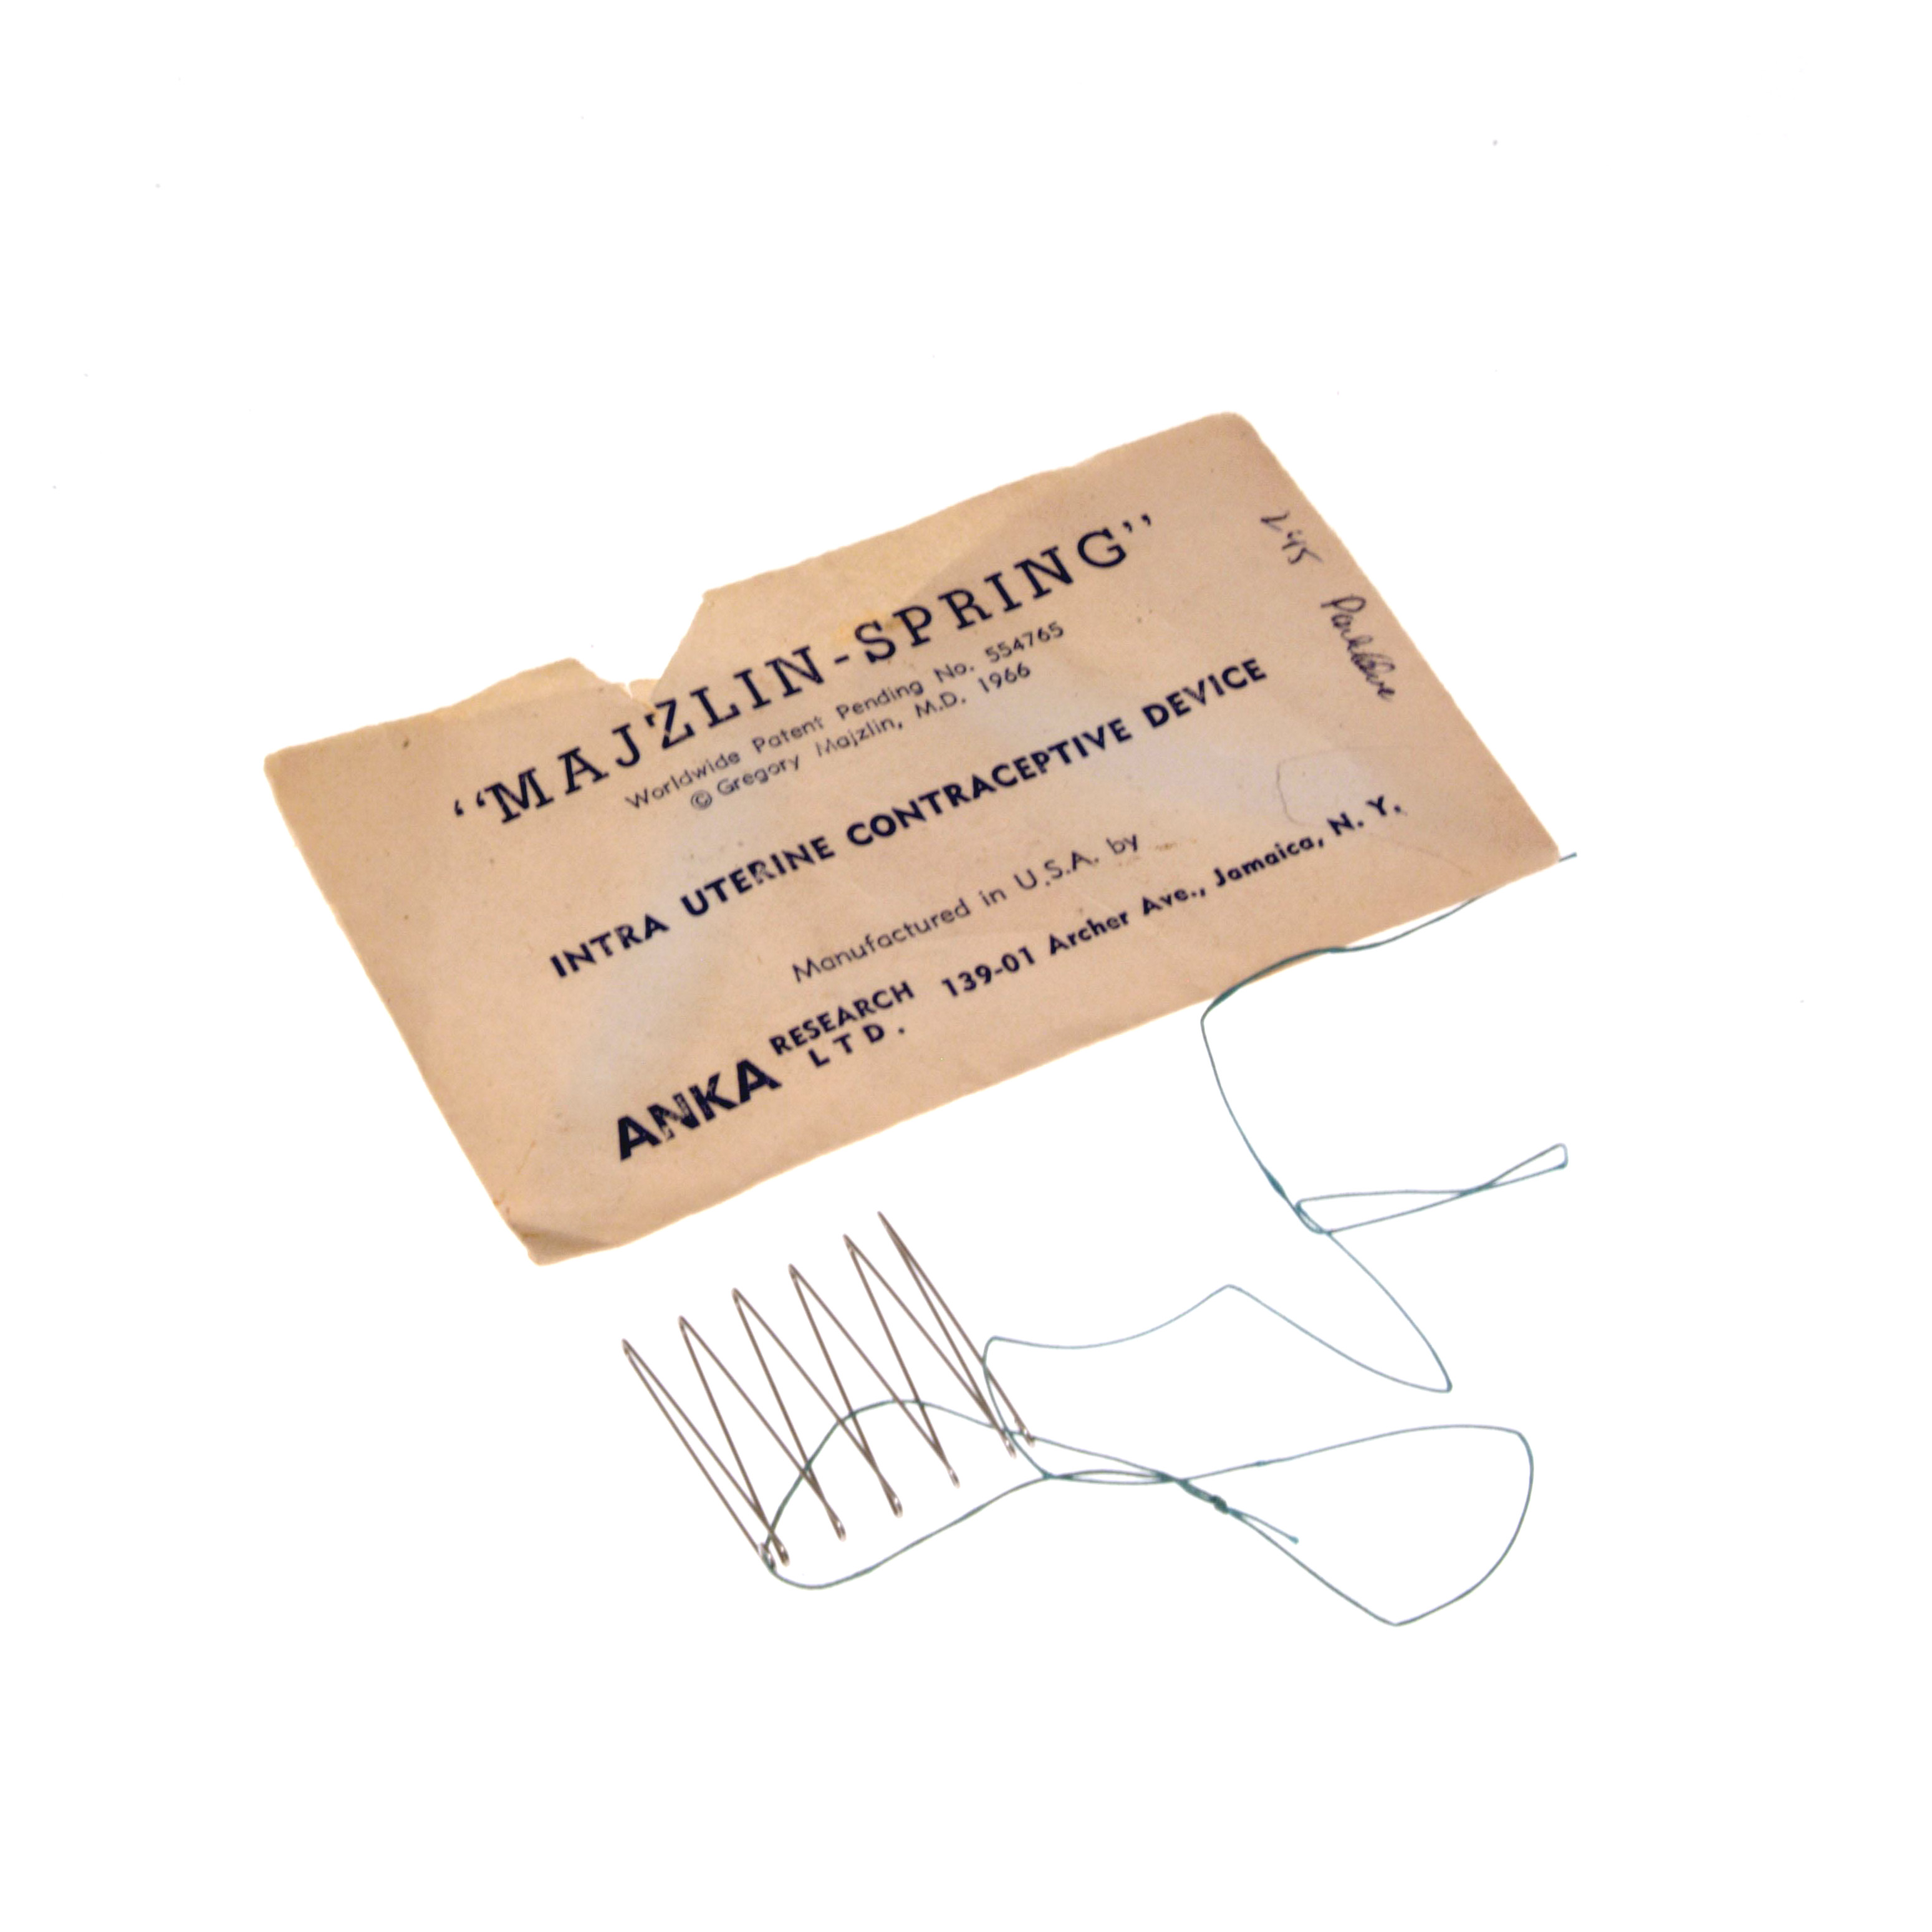 “MAJZLIN-SPRING”
Worldwide Patent Pending No. 554765
© Gregory Majzlin, M.D. 1966
INTRA UTERINE CONTRACEPTIVE DEVICE
Manufactured in U.S.A. by
ANKA RESEARCH LTD. 139-01 Archer Ave., Jamaica, N. Y.